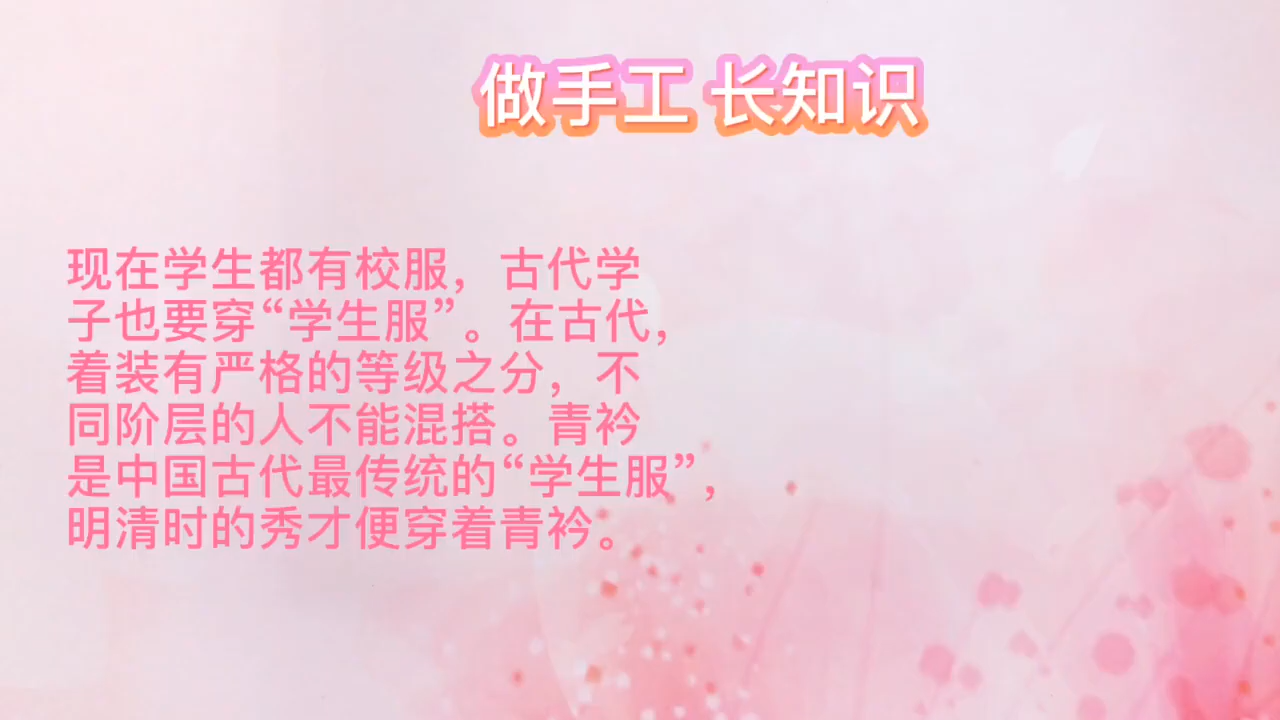 做手工 长知识
现在学生都有校服，古代学
子也要穿“学生服”。在古代，
着装有严格的等级之分，不
同阶层的人不能混搭。青衿
是中国古代最传统的“学生服”，
明清时的秀才便穿着青衿。